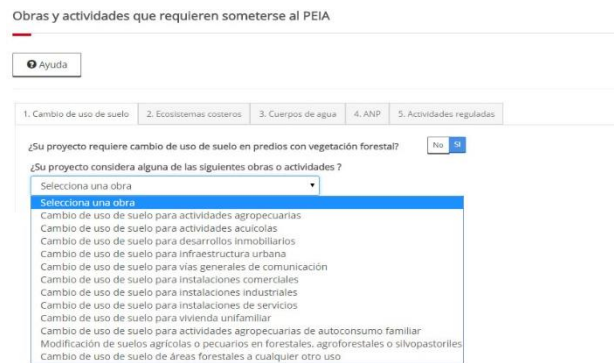 Obras y actividades que requieren someterse al PEIA
? Ayuda
1. Cambio de uso de suelo 2. Ecosistemas costeros 3. Cuerpos de agua 4. ANP 5. Actividades reguladas
¿Su proyecto requiere cambio de uso de suelo en predios con vegetación forestal? No SI
¿Su proyecto considera alguna de las siguientes obras o actividades ?
Selecciona una obra
Selecciona una obra
Cambio de uso de suelo para actividades agropecuarias
Cambio de uso de suelo para actividades acuícolas
Cambio de uso de suelo para desarrollos inmobiliarios
Cambio de uso de suelo para infraestructura urbana
Cambio de uso de suelo para vías generales de comunicación
Cambio de uso de suelo para instalaciones comerciales
Cambio de uso de suelo para instalaciones industriales
Cambio de uso de suelo para instalaciones de servicios
Cambio de uso de suelo para vivienda unifamiliar
Cambio de uso de suelo para actividades agropecuarias de autoconsumo familiar
Modificación de suelos agrícolas o pecuarios en forestales, agroforestales o silvopastoriles
Cambio de uso de suelo de áreas forestales a cualquier otro uso